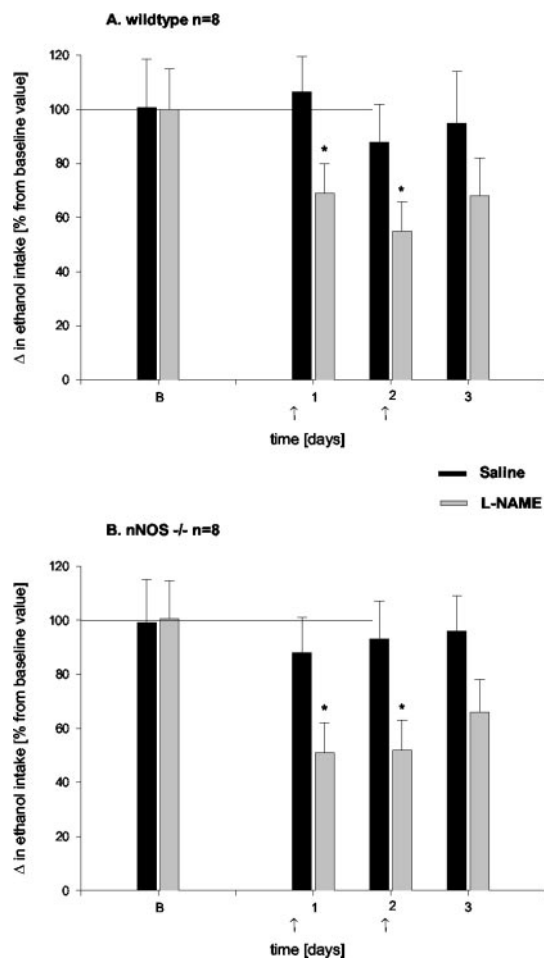 A. wildtype n=8
Δ in ethanol intake [% from baseline value]
120
100
80
60
40
20
0
*
*
B
1
2
3
↑
↑
time [days]
Saline
L-NAME
B. nNOS -/- n=8
Δ in ethanol intake [% from baseline value]
120
100
80
60
40
20
0
*
*
B
1
2
3
↑
↑
time [days]